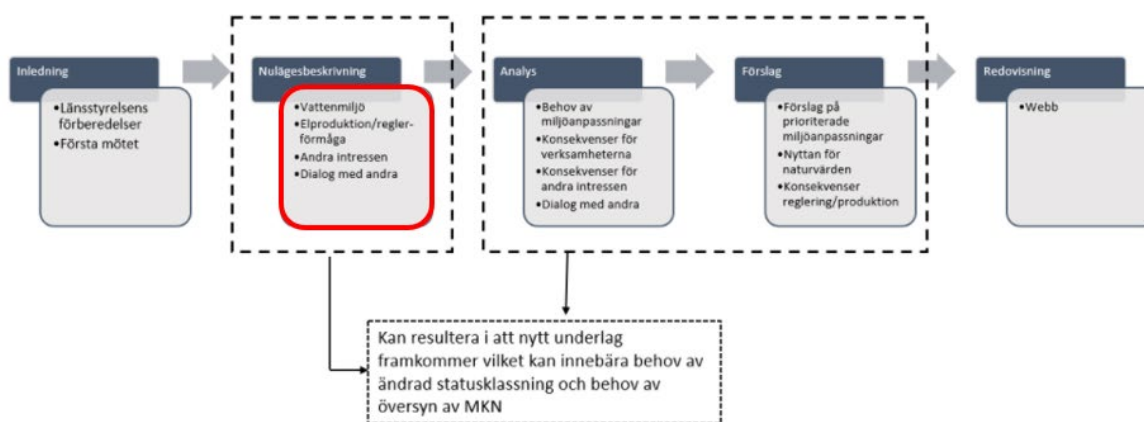 Inledning
•Länsstyrelsens
förberedelser
•Första mötet
Nulägesbeskrivning
•Vattenmiljö
•Elproduktion/regler-
förmåga
•Andra intressen
•Dialog med andra
Analys
•Behov av
miljöanpassningar
•Konsekvenser för
verksamheterna
•Konsekvenser för
andra intressen
•Dialog med andra
Förslag
•Förslag på
prioriterade
miljöanpassningar
•Nyttan för
naturvärden
•Konsekvenser
reglering/produktion
Redovisning
•Webb
Kan resultera i att nytt underlag
framkommer vilket kan innebära behov av
ändrad statusklassning och behov av
översyn av MKN